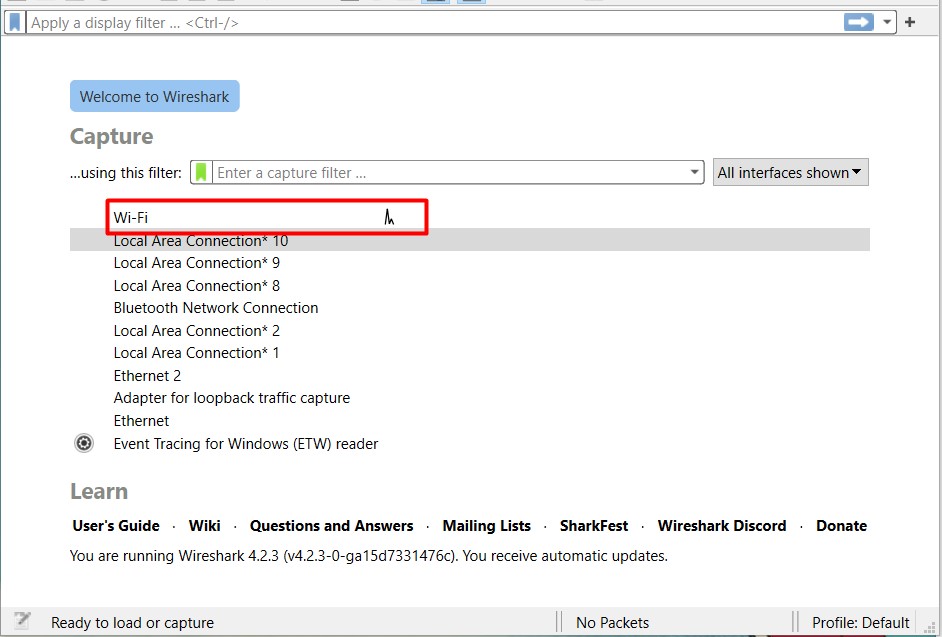 Apply a display filter ... <Ctrl-/>
Welcome to Wireshark
Capture
...using this filter: Enter a capture filter ... All interfaces shown
Wi-Fi
Local Area Connection* 10
Local Area Connection* 9
Local Area Connection* 8
Bluetooth Network Connection
Local Area Connection* 2
Local Area Connection* 1
Ethernet 2
Adapter for loopback traffic capture
Ethernet
Event Tracing for Windows (ETW) reader
Learn
User's Guide · Wiki · Questions and Answers · Mailing Lists · SharkFest · Wireshark Discord · Donate
You are running Wireshark 4.2.3 (v4.2.3-0-ga15d7331476c). You receive automatic updates.
Ready to load or capture No Packets Profile: Default